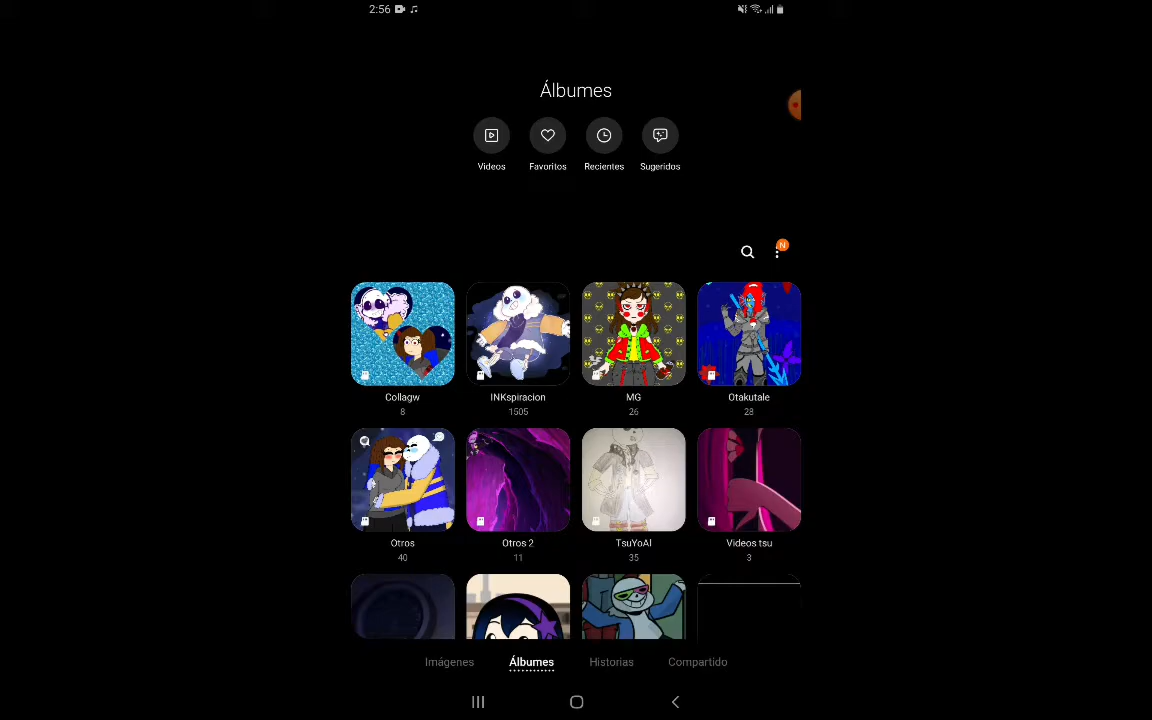 2:56
Álbumes
Videos Favoritos Recientes Sugeridos
N
Collagw INKspiracion MG Otakutale
8 1505 26 28
Otros Otros 2 TsuYoAI Videos tsu
40 11 35 3
Imágenes Álbumes Historias Compartido